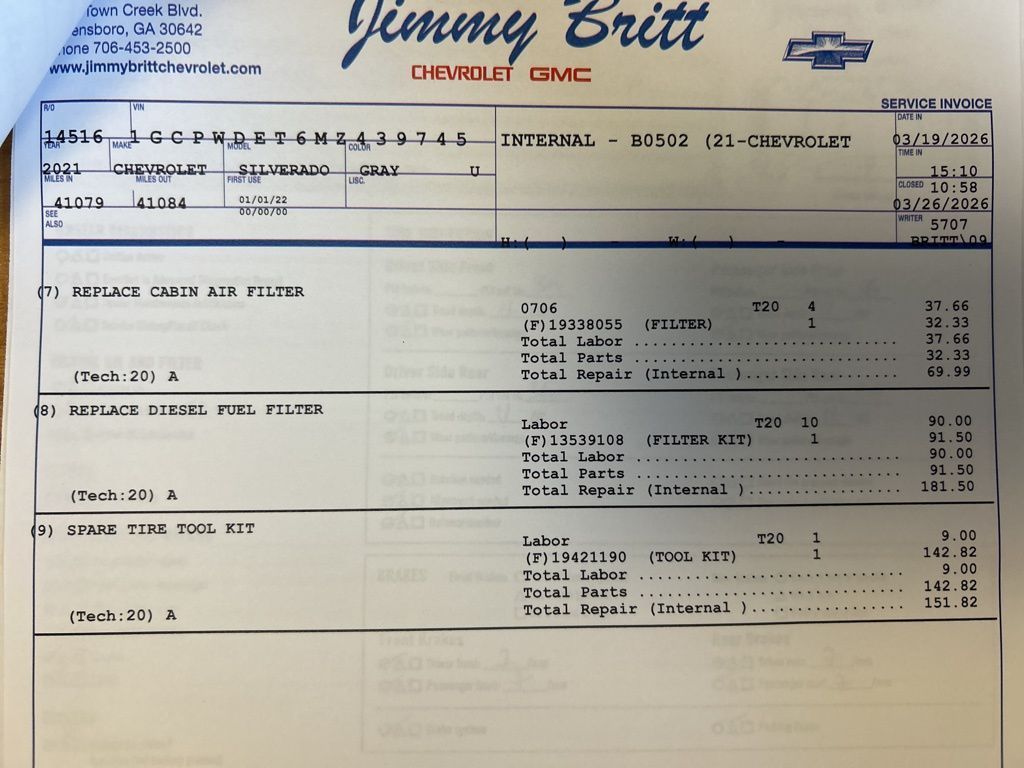 Town Creek Blvd.
ensboro, GA 30642
one 706-453-2500
www.jimmybrittchevrolet.com
Jimmy Britt
CHEVROLET GMC
SERVICE INVOICE
R/O VIN DATE IN
14516 1GCPWDET6MZ439745 INTERNAL - B0502 (21-CHEVROLET 03/19/2026
YEAR MAKE MODEL COLOR TIME IN
2021 CHEVROLET SILVERADO GRAY U 15:10
MILES IN MILES OUT FIRST USE LISC. CLOSED 10:58
41079 41084 01/01/22 03/26/2026
00/00/00
SEE ALSO WRITER 5707
H:( ) - W:( ) - BRITT\09
(7) REPLACE CABIN AIR FILTER
0706 T20 4 37.66
(F)19338055 (FILTER) 1 32.33
Total Labor ............................ 37.66
Total Parts ............................ 32.33
(Tech:20) A Total Repair (Internal )................ 69.99
(8) REPLACE DIESEL FUEL FILTER
Labor T20 10 90.00
(F)13539108 (FILTER KIT) 1 91.50
Total Labor ............................ 90.00
Total Parts ............................ 91.50
(Tech:20) A Total Repair (Internal )................ 181.50
(9) SPARE TIRE TOOL KIT
Labor T20 1 9.00
(F)19421190 (TOOL KIT) 1 142.82
Total Labor ............................ 9.00
Total Parts ............................ 142.82
(Tech:20) A Total Repair (Internal )................ 151.82